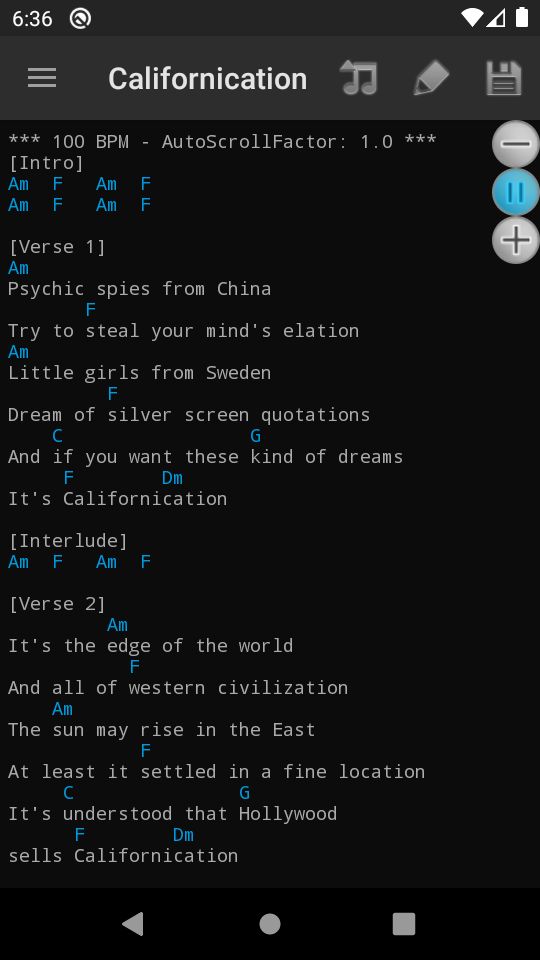 6:36
Californication
*** 100 BPM - AutoScrollFactor: 1.0 ***
[Intro]
Am  F   Am  F
Am  F   Am  F
[Verse 1]
Am
Psychic spies from China
       F
Try to steal your mind's elation
Am
Little girls from Sweden
         F
Dream of silver screen quotations
    C                 G
And if you want these kind of dreams
     F        Dm
It's Californication
[Interlude]
Am  F   Am  F
[Verse 2]
         Am
It's the edge of the world
           F
And all of western civilization
    Am
The sun may rise in the East
            F
At least it settled in a fine location
     C               G
It's understood that Hollywood
      F        Dm
sells Californication